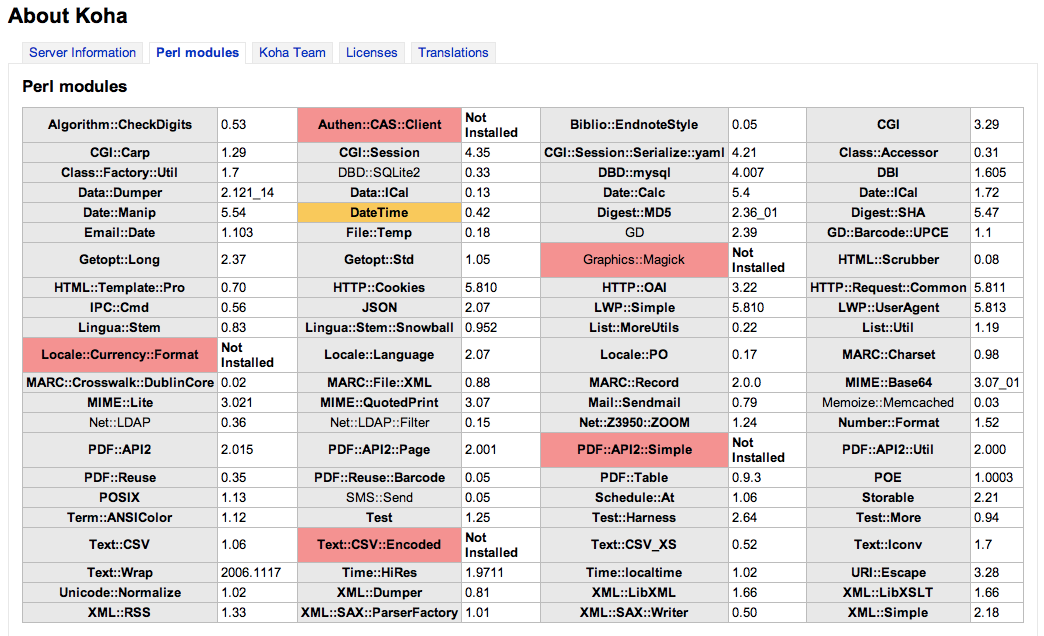 About Koha
Server Information Perl modules Koha Team Licenses Translations
Perl modules
Algorithm::CheckDigits 0.53 Authen::CAS::Client Not Installed Biblio::EndnoteStyle 0.05 CGI 3.29
CGI::Carp 1.29 CGI::Session 4.35 CGI::Session::Serialize::yaml 4.21 Class::Accessor 0.31
Class::Factory::Util 1.7 DBD::SQLite2 0.33 DBD::mysql 4.007 DBI 1.605
Data::Dumper 2.121_14 Data::ICal 0.13 Date::Calc 5.4 Date::ICal 1.72
Date::Manip 5.54 DateTime 0.42 Digest::MD5 2.36_01 Digest::SHA 5.47
Email::Date 1.103 File::Temp 0.18 GD 2.39 GD::Barcode::UPCE 1.1
Getopt::Long 2.37 Getopt::Std 1.05 Graphics::Magick Not Installed HTML::Scrubber 0.08
HTML::Template::Pro 0.70 HTTP::Cookies 5.810 HTTP::OAI 3.22 HTTP::Request::Common 5.811
IPC::Cmd 0.56 JSON 2.07 LWP::Simple 5.810 LWP::UserAgent 5.813
Lingua::Stem 0.83 Lingua::Stem::Snowball 0.952 List::MoreUtils 0.22 List::Util 1.19
Locale::Currency::Format Not Installed Locale::Language 2.07 Locale::PO 0.17 MARC::Charset 0.98
MARC::Crosswalk::DublinCore 0.02 MARC::File::XML 0.88 MARC::Record 2.0.0 MIME::Base64 3.07_01
MIME::Lite 3.021 MIME::QuotedPrint 3.07 Mail::Sendmail 0.79 Memoize::Memcached 0.03
Net::LDAP 0.36 Net::LDAP::Filter 0.15 Net::Z3950::ZOOM 1.24 Number::Format 1.52
PDF::API2 2.015 PDF::API2::Page 2.001 PDF::API2::Simple Not Installed PDF::API2::Util 2.000
PDF::Reuse 0.35 PDF::Reuse::Barcode 0.05 PDF::Table 0.9.3 POE 1.0003
POSIX 1.13 SMS::Send 0.05 Schedule::At 1.06 Storable 2.21
Term::ANSIColor 1.12 Test 1.25 Test::Harness 2.64 Test::More 0.94
Text::CSV 1.06 Text::CSV::Encoded Not Installed Text::CSV_XS 0.52 Text::Iconv 1.7
Text::Wrap 2006.1117 Time::HiRes 1.9711 Time::localtime 1.02 URI::Escape 3.28
Unicode::Normalize 1.02 XML::Dumper 0.81 XML::LibXML 1.66 XML::LibXSLT 1.66
XML::RSS 1.33 XML::SAX::ParserFactory 1.01 XML::SAX::Writer 0.50 XML::Simple 2.18